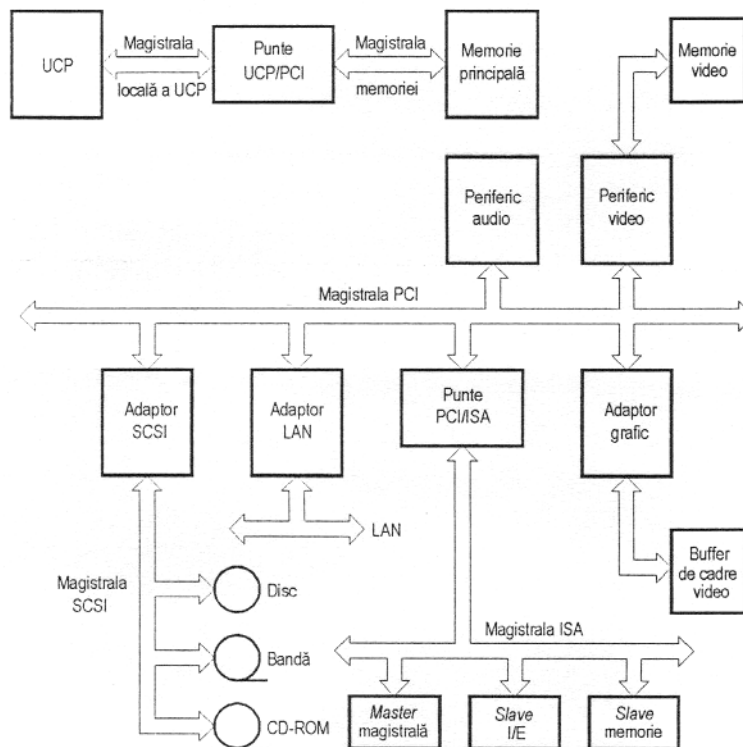 UCP
Magistrala
locală a UCP
Punte
UCP/PCI
Magistrala
memoriei
Memorie
principală
Memorie
video
Periferic
audio
Periferic
video
Magistrala PCI
Adaptor
SCSI
Adaptor
LAN
Punte
PCI/ISA
Adaptor
grafic
LAN
Magistrala
SCSI
Disc
Bandă
CD-ROM
Buffer
de cadre
video
Magistrala ISA
Master
magistrală
Slave
I/E
Slave
memorie